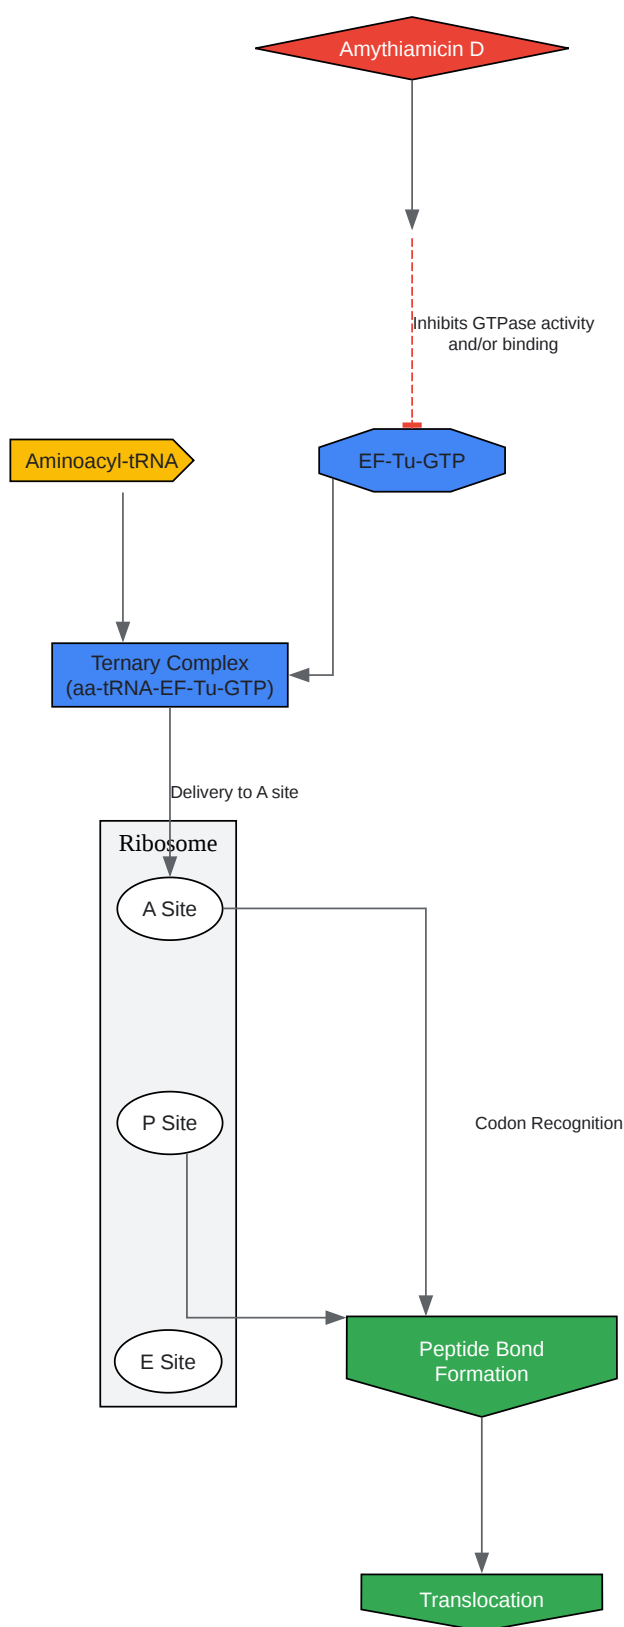 Amythiamicin D
Inhibits GTPase activity
and/or binding
Aminoacyl-tRNA
EF-Tu-GTP
Ternary Complex
(aa-tRNA-EF-Tu-GTP)
Delivery to A site
Ribosome
A Site
P Site
Codon Recognition
E Site
Peptide Bond
Formation
Translocation